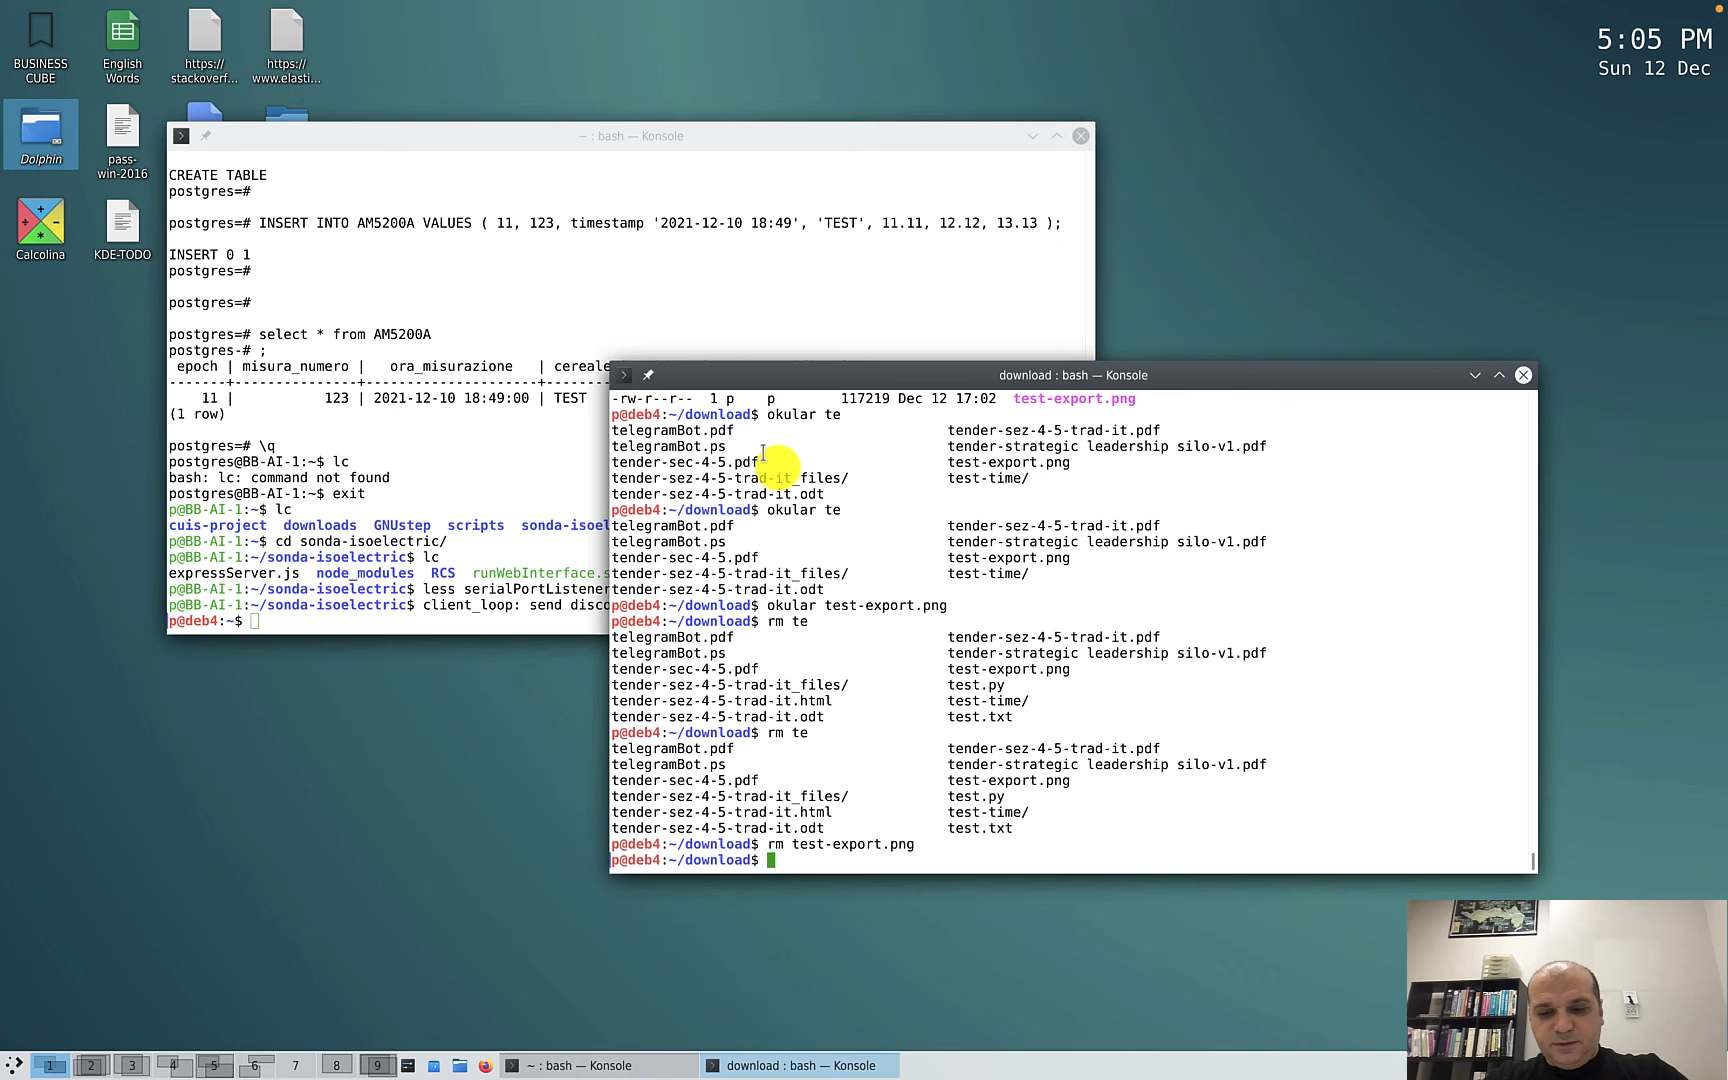 BUSINESS
CUBE
English
Words
https://
stackoverf...
https://
www.elasti...
5:05 PM
Sun 12 Dec
Dolphin
pass-
win-2016
Calcolina
KDE-TODO
~ : bash — Konsole
CREATE TABLE
postgres=#
postgres=# INSERT INTO AM5200A VALUES ( 11, 123, timestamp '2021-12-10 18:49', 'TEST', 11.11, 12.12, 13.13 );
INSERT 0 1
postgres=#
postgres=#
postgres=# select * from AM5200A
postgres-# ;
epoch | misura_numero |    ora_misurazione    | cereale
-------+---------------+---------------------+--------
11 |           123 | 2021-12-10 18:49:00 | TEST
(1 row)
postgres=# \q
postgres@BB-AI-1:~$ lc
bash: lc: command not found
postgres@BB-AI-1:~$ exit
p@BB-AI-1:~$ lc
cuis-project  downloads  GNUstep  scripts  sonda-isoel
p@BB-AI-1:~$ cd sonda-isoelectric/
p@BB-AI-1:~/sonda-isoelectric$ lc
expressServer.js  node_modules  RCS  runWebInterface.s
p@BB-AI-1:~/sonda-isoelectric$ less serialPortListener
p@BB-AI-1:~/sonda-isoelectric$ client_loop: send disco
p@deb4:~$
download : bash — Konsole
-rw-r--r--  1 p    p        117219 Dec 12 17:02  test-export.png
p@deb4:~/download$ okular te
telegramBot.pdf                          tender-sez-4-5-trad-it.pdf
telegramBot.ps                           tender-strategic leadership silo-v1.pdf
tender-sec-4-5.pdf                       test-export.png
tender-sez-4-5-trad-it_files/            test-time/
tender-sez-4-5-trad-it.odt
p@deb4:~/download$ okular te
telegramBot.pdf                          tender-sez-4-5-trad-it.pdf
telegramBot.ps                           tender-strategic leadership silo-v1.pdf
tender-sec-4-5.pdf                       test-export.png
tender-sez-4-5-trad-it_files/            test-time/
tender-sez-4-5-trad-it.odt
p@deb4:~/download$ okular test-export.png
p@deb4:~/download$ rm te
telegramBot.pdf                          tender-sez-4-5-trad-it.pdf
telegramBot.ps                           tender-strategic leadership silo-v1.pdf
tender-sec-4-5.pdf                       test-export.png
tender-sez-4-5-trad-it_files/            test.py
tender-sez-4-5-trad-it.html              test-time/
tender-sez-4-5-trad-it.odt               test.txt
p@deb4:~/download$ rm te
telegramBot.pdf                          tender-sez-4-5-trad-it.pdf
telegramBot.ps                           tender-strategic leadership silo-v1.pdf
tender-sec-4-5.pdf                       test-export.png
tender-sez-4-5-trad-it_files/            test.py
tender-sez-4-5-trad-it.html              test-time/
tender-sez-4-5-trad-it.odt               test.txt
p@deb4:~/download$ rm test-export.png
p@deb4:~/download$
1 2 3 4 5 6 7 8 9 ~ : bash — Konsole download : bash — Konsole